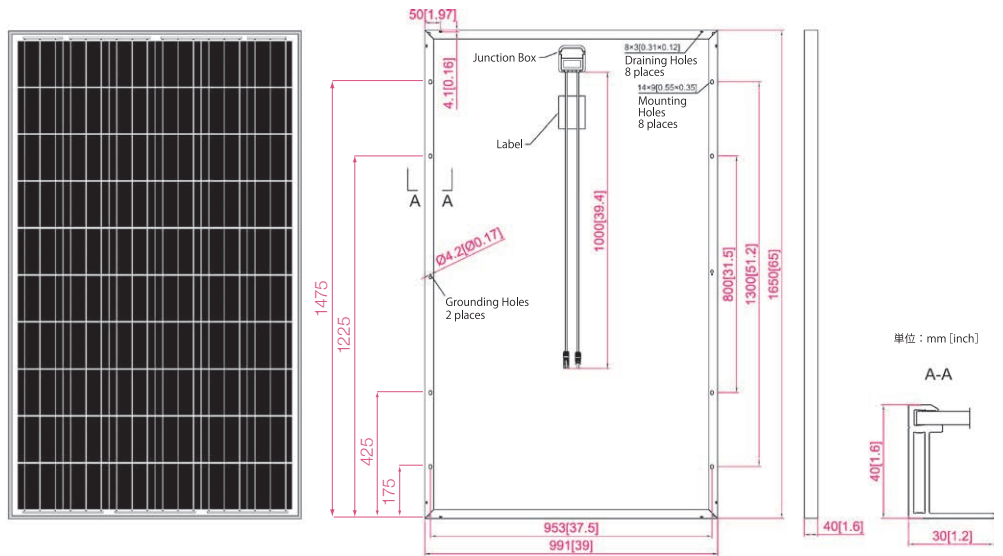 50[1.97]
4.1[0.16]
Junction Box
8×3[0.31×0.12]
Draining Holes
8 places
14×9[0.55×0.35]
Mounting
Holes
8 places
Label
A
A
1000[39.4]
Ø4.2[Ø0.17]
Grounding Holes
2 places
800[31.5]
1300[51.2]
1650[65]
1475
1225
425
175
953[37.5]
991[39]
40[1.6]
単位：mm [inch]
A-A
40[1.6]
30[1.2]